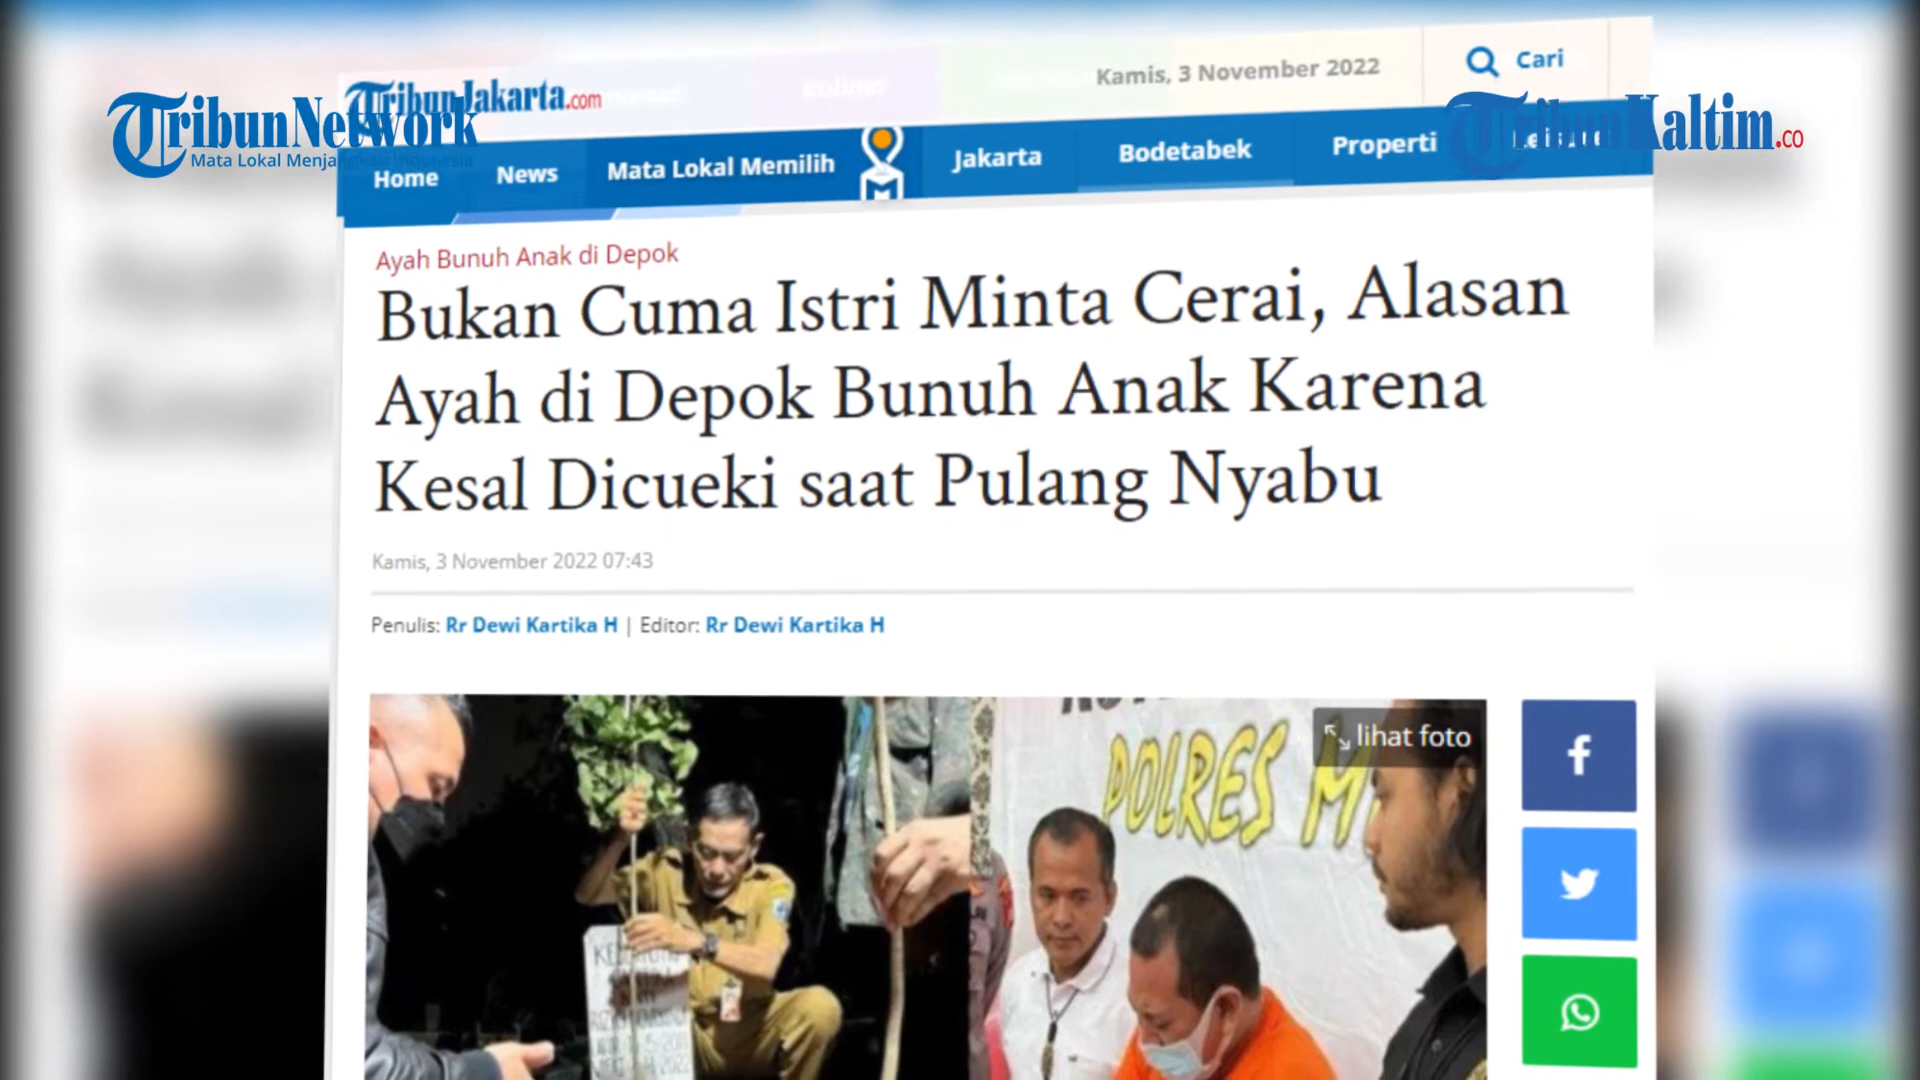 TribunNetwork
Mata Lokal Menjangkau Indonesia
TribunJakarta.com
Kamis, 3 November 2022
Cari
TribunKaltim.co
Home
News
Mata Lokal Memilih
Jakarta
Bodetabek
Properti
Leisure
Ayah Bunuh Anak di Depok
Bukan Cuma Istri Minta Cerai, Alasan
Ayah di Depok Bunuh Anak Karena
Kesal Dicueki saat Pulang Nyabu
Kamis, 3 November 2022 07:43
Penulis: Rr Dewi Kartika H | Editor: Rr Dewi Kartika H
lihat foto
POLRES